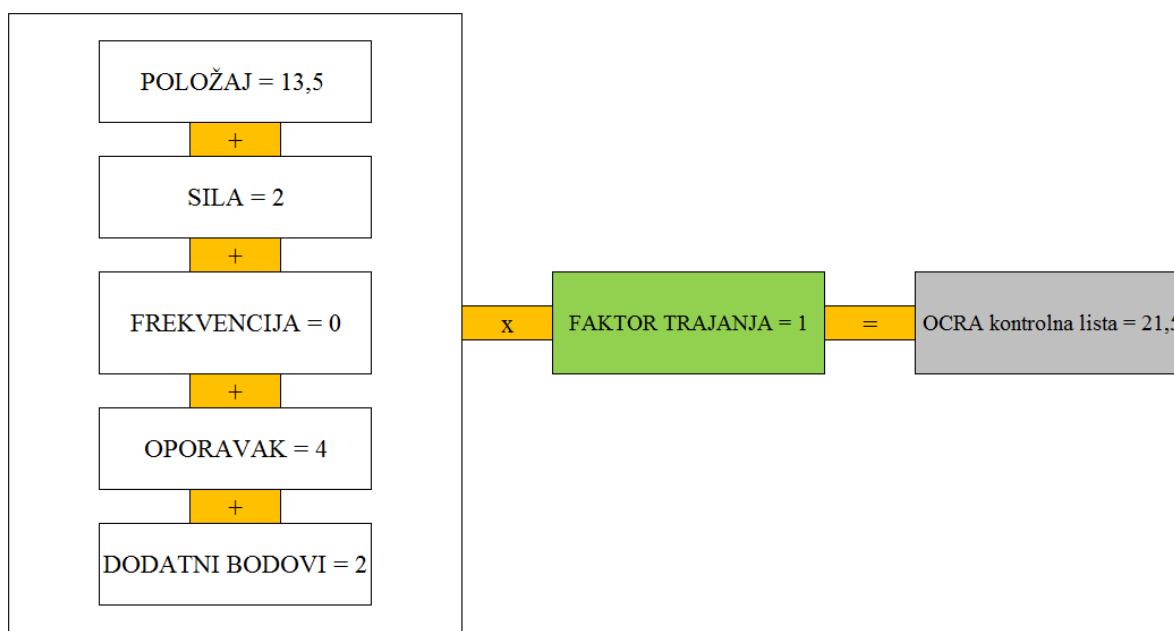 POLOŽAJ = 13,5
+
SILA = 2
+
FREKVENCIJA = 0
+
OPORAVAK = 4
+
DODATNI BODOVI = 2
x
FAKTOR TRAJANJA = 1
=
OCRA kontrolna lista = 21,5